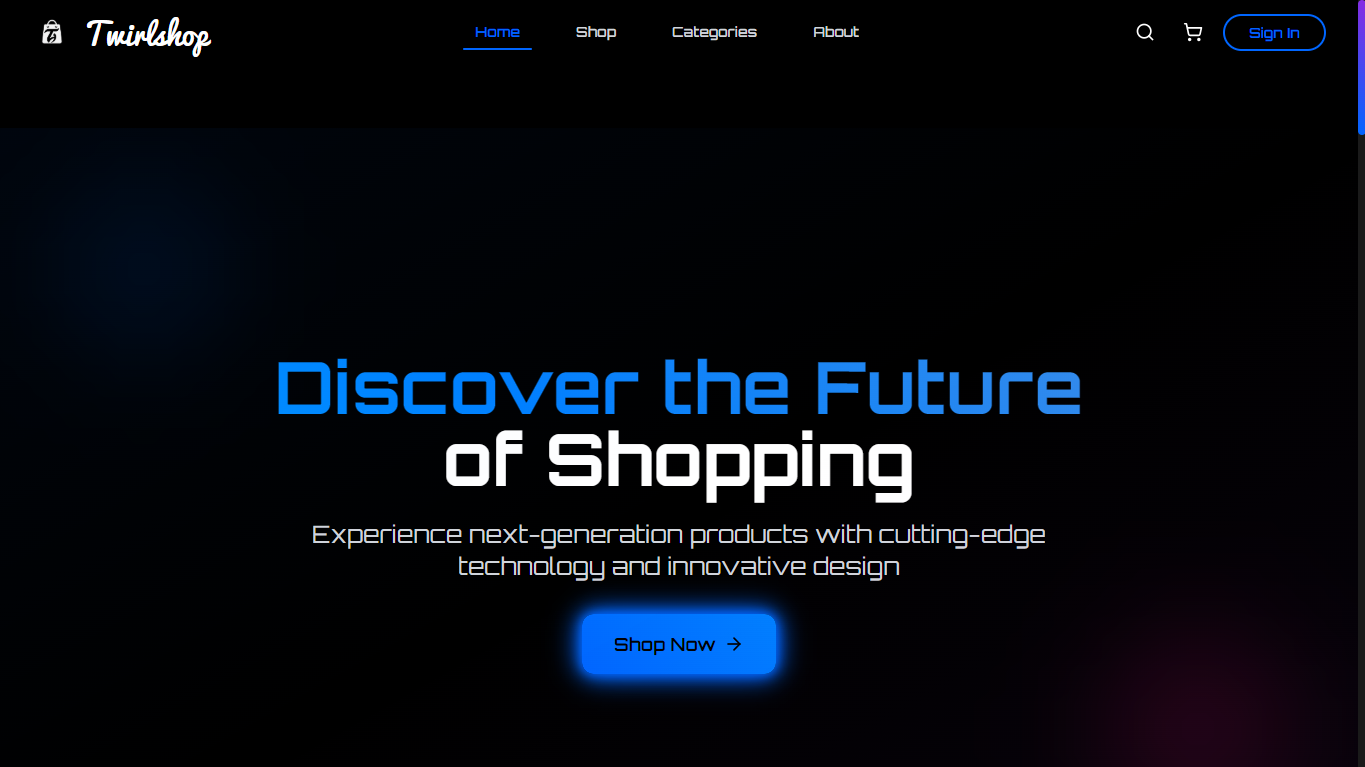 Twirlshop
Home
Shop
Categories
About
Sign In
Discover the Future
of Shopping
Experience next-generation products with cutting-edge
technology and innovative design
Shop Now